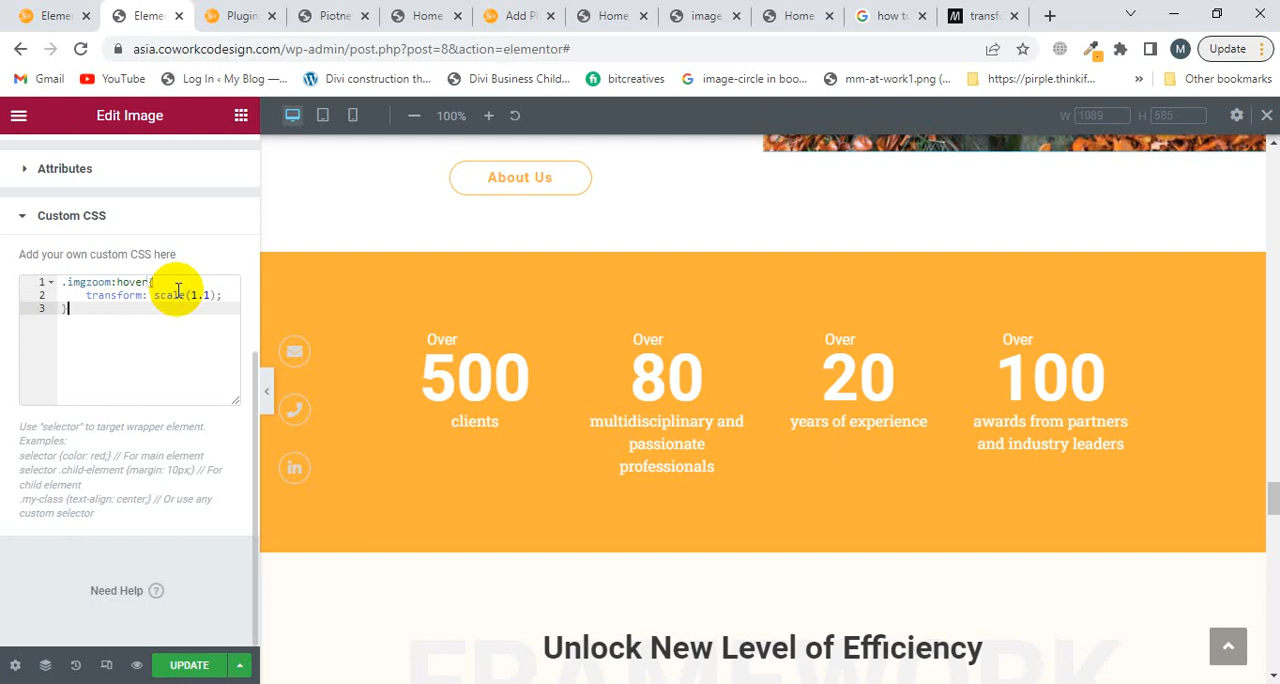 Eleme
Eleme
Plugin
Piotne
Home
Add Pl
Home
image
Home
how to
transf
asia.coworkcodesign.com/wp-admin/post.php?post=8&action=elementor#
M
Update
Gmail
YouTube
Log In ‹ My Blog —...
Divi construction th...
Divi Business Child...
bitcreatives
image-circle in boo...
mm-at-work1.png (...
https://pirple.thinkif...
»
Other bookmarks
Edit Image
100%
W 1089
H 585
Attributes
Custom CSS
Add your own custom CSS here
1 .imgzoom:hover{
2 transform: scale(1.1);
3 }
Use "selector" to target wrapper element.
Examples:
selector {color: red;} // For main element
selector .child-element {margin: 10px;} // For
child element
.my-class {text-align: center;} // Or use any
custom selector
Need Help ?
UPDATE
About Us
Over
500
clients
Over
80
multidisciplinary and
passionate
professionals
Over
20
years of experience
Over
100
awards from partners
and industry leaders
FRAMEWORK
Unlock New Level of Efficiency